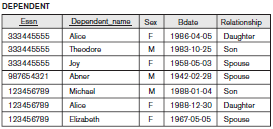 DEPENDENT
Essn Dependent_name Sex Bdate Relationship
333445555 Alice F 1986-04-05 Daughter
333445555 Theodore M 1983-10-25 Son
333445555 Joy F 1958-05-03 Spouse
987654321 Abner M 1942-02-28 Spouse
123456789 Michael M 1988-01-04 Son
123456789 Alice F 1988-12-30 Daughter
123456789 Elizabeth F 1967-05-05 Spouse